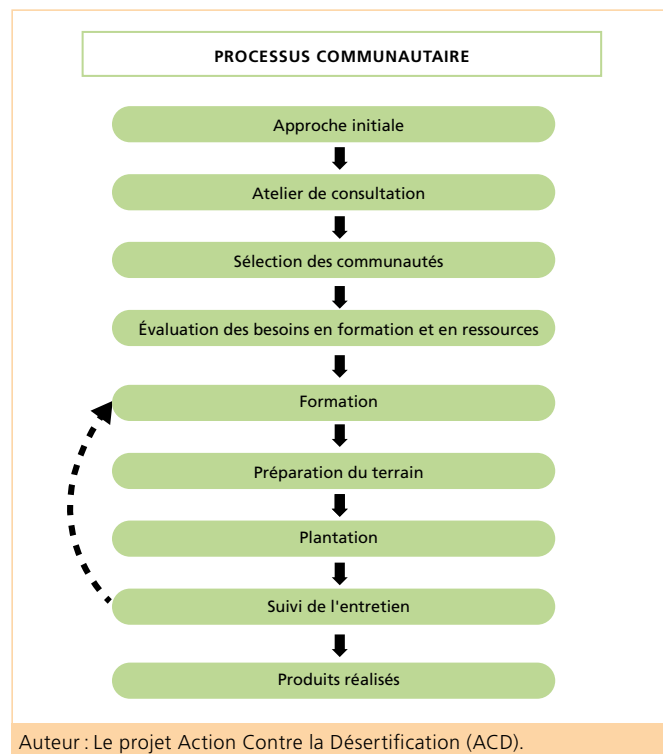 PROCESSUS COMMUNAUTAIRE
Approche initiale
Atelier de consultation
Sélection des communautés
Évaluation des besoins en formation et en ressources
Formation
Préparation du terrain
Plantation
Suivi de l'entretien
Produits réalisés
Auteur : Le projet Action Contre la Désertification (ACD).